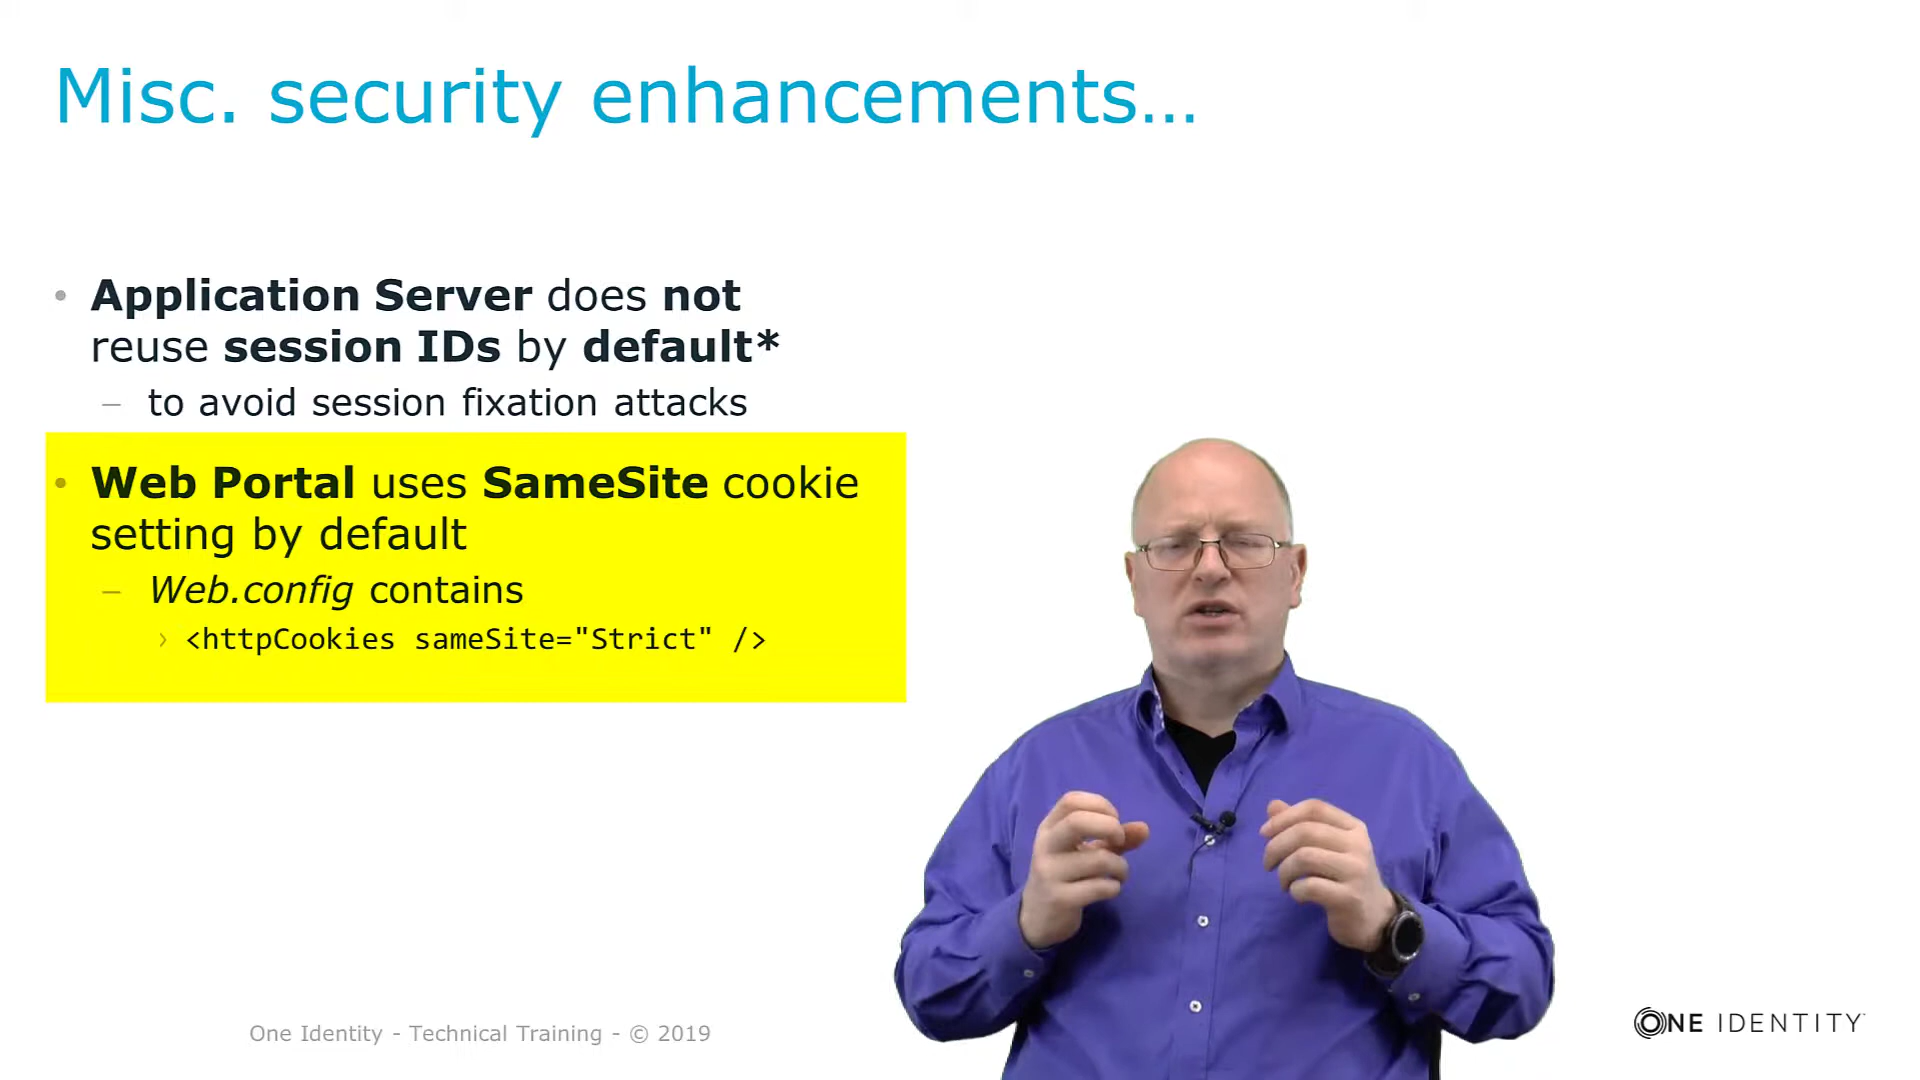 Misc. security enhancements…
• Application Server does not
reuse session IDs by default*
– to avoid session fixation attacks
• Web Portal uses SameSite cookie
setting by default
– Web.config contains
› <httpCookies sameSite="Strict" />
One Identity - Technical Training - © 2019
ONE IDENTITY